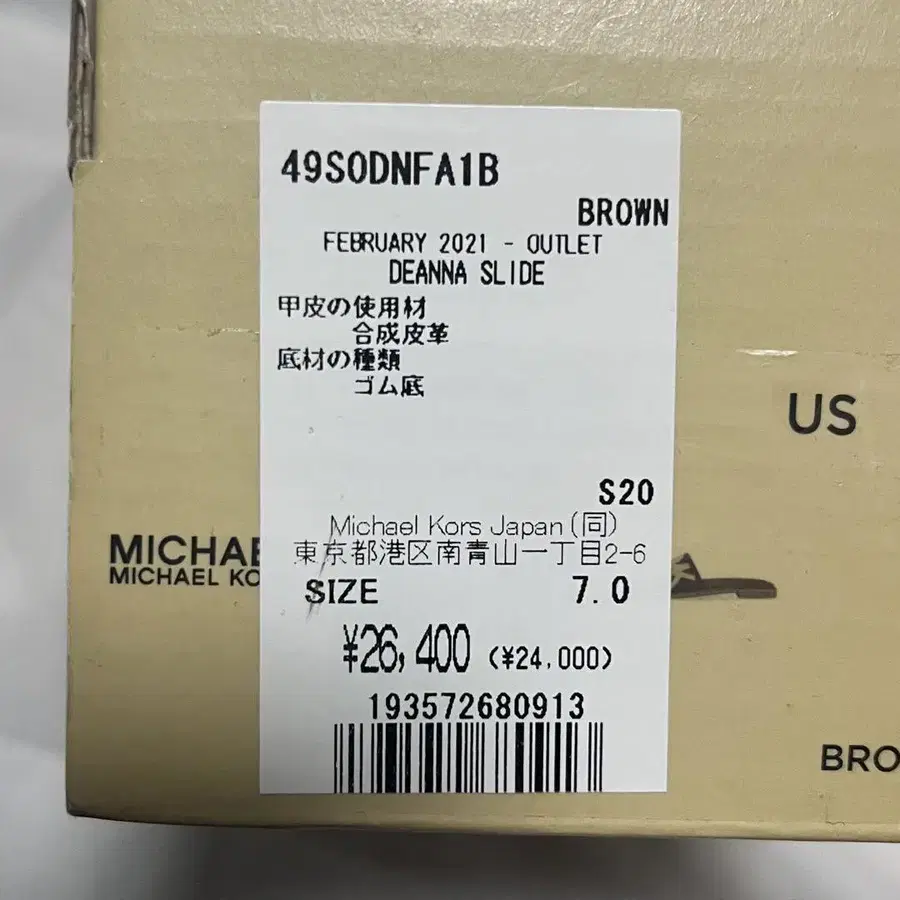 49S0DNFA1B
BROWN
FEBRUARY 2021 - OUTLET
DEANNA SLIDE
甲皮の使用材
合成皮革
底材の種類
ゴム底
US
S20
Michael Kors Japan(同)
東京都港区南青山一丁目2-6
MICHAE
MICHAEL KO
SIZE 7.0
¥26,400 (¥24,000)
193572680913
BRO